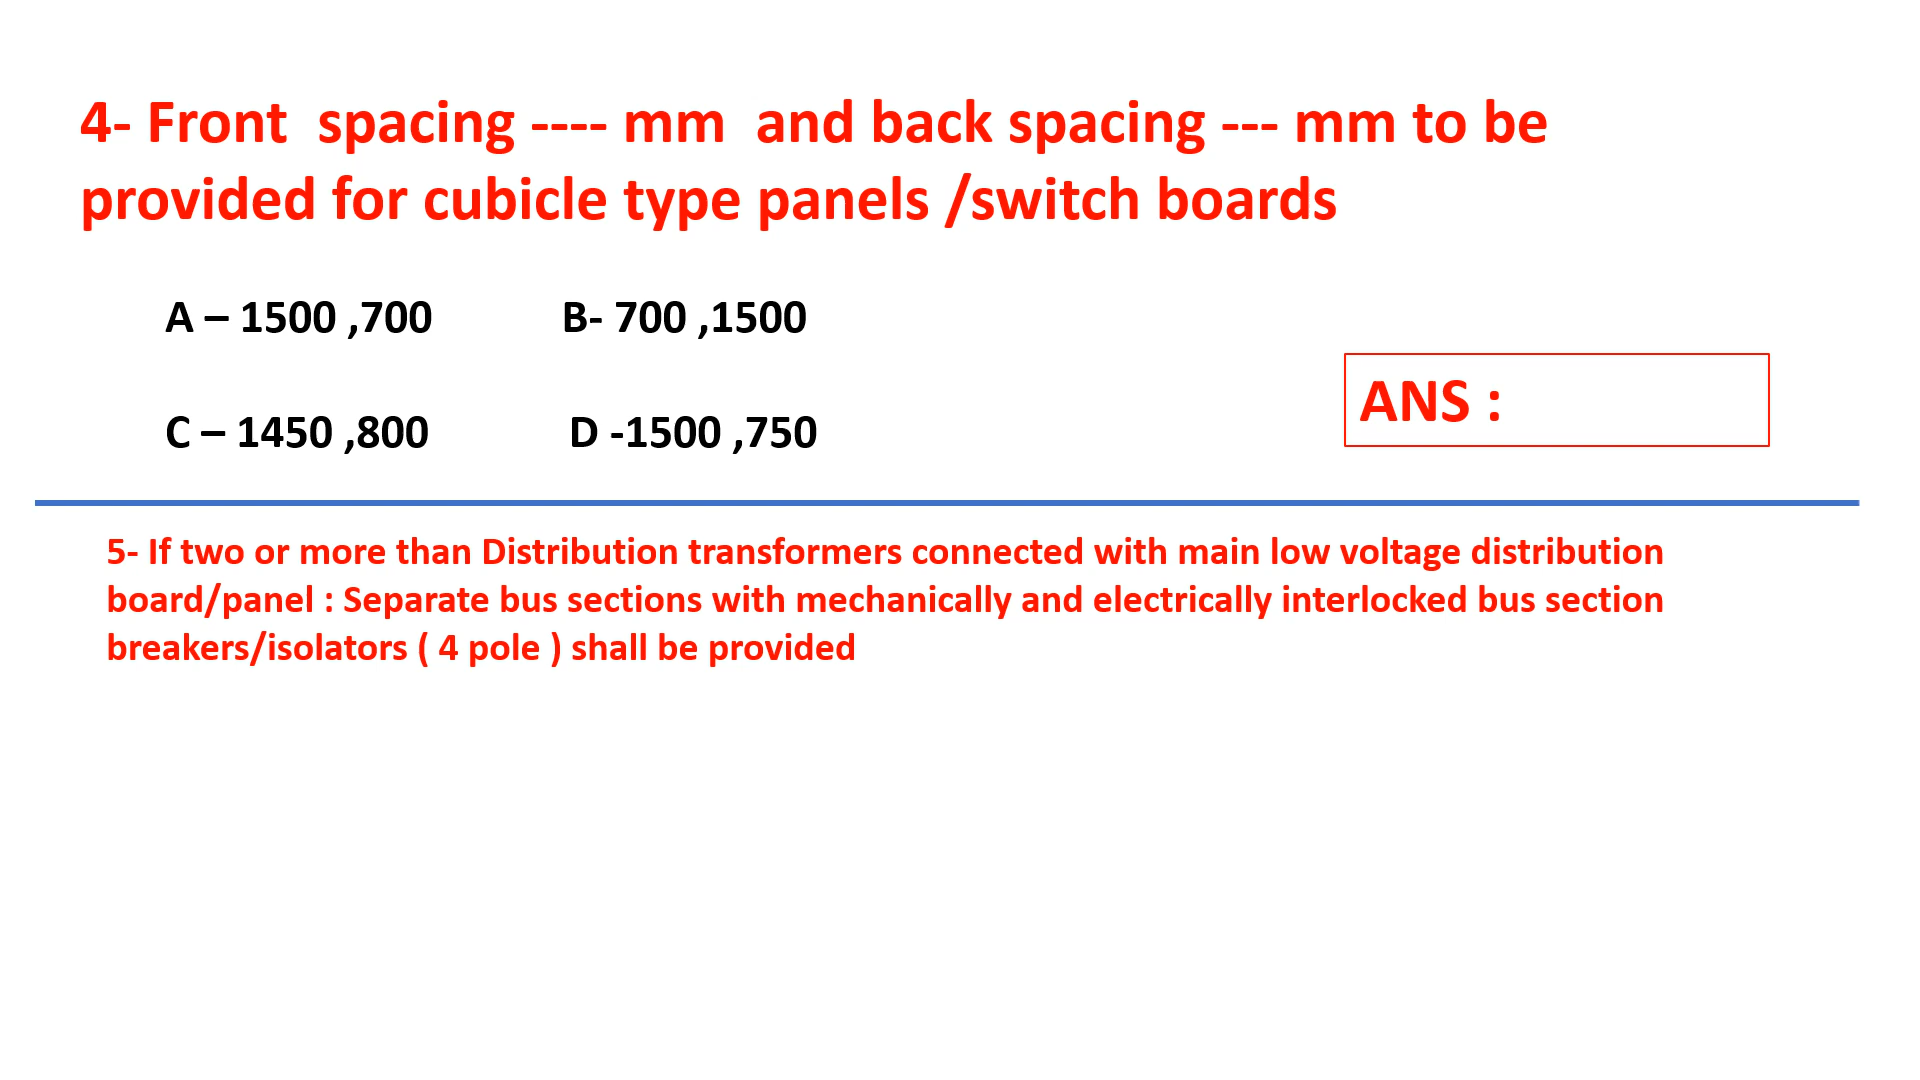 4- Front  spacing ---- mm  and back spacing --- mm to be
provided for cubicle type panels /switch boards
A – 1500 ,700 B- 700 ,1500
C – 1450 ,800 D -1500 ,750
ANS :
5- If two or more than Distribution transformers connected with main low voltage distribution
board/panel : Separate bus sections with mechanically and electrically interlocked bus section
breakers/isolators ( 4 pole ) shall be provided